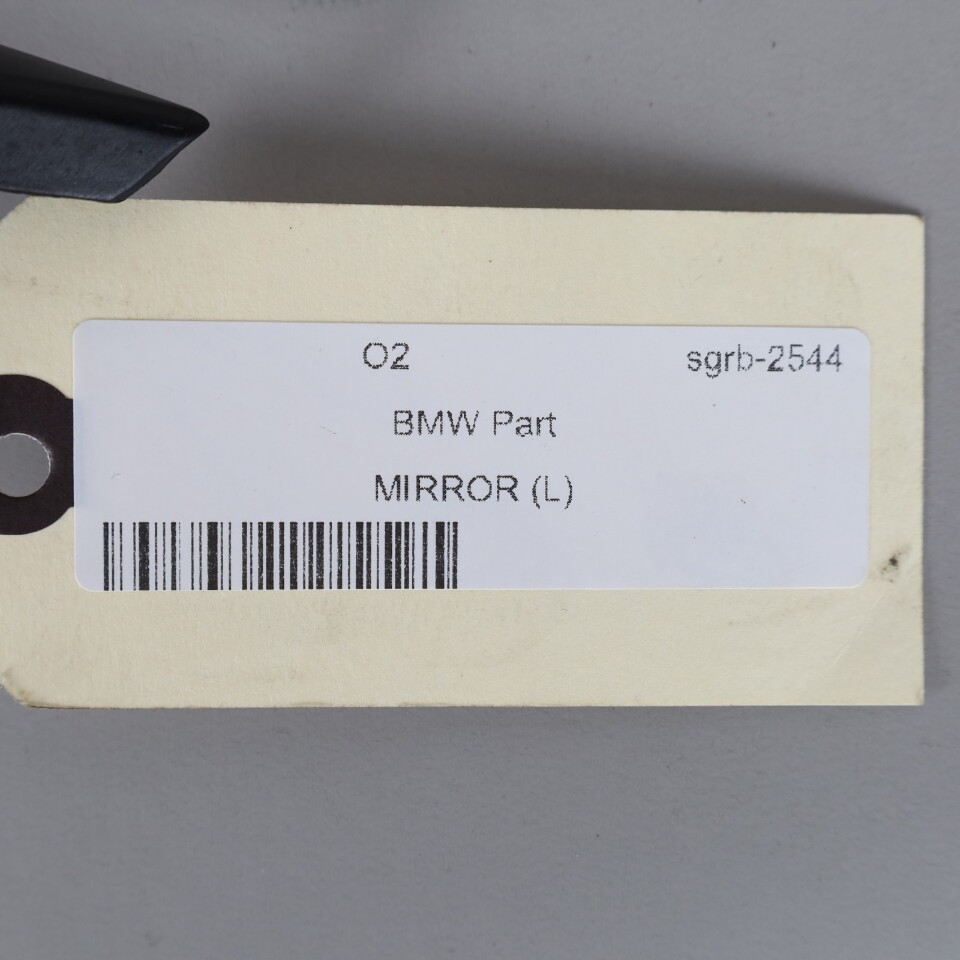 O2 sgrb-2544
BMW Part
MIRROR (L)